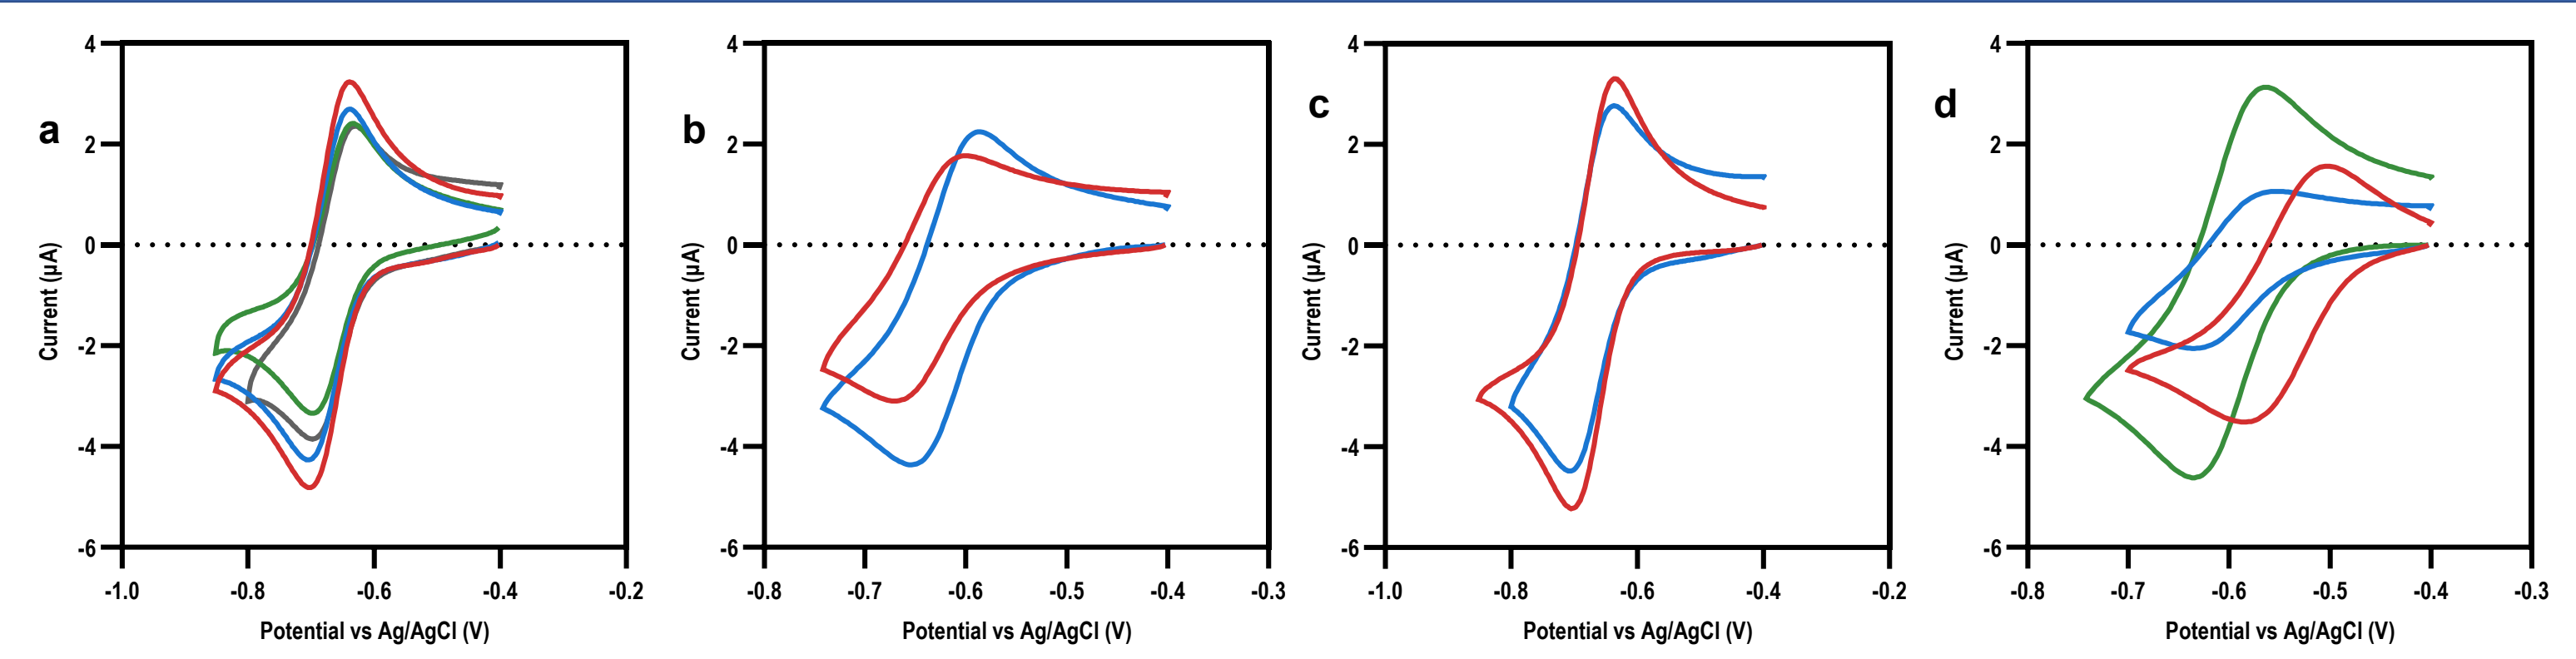 a
4
2
0
-2
-4
-6
-1.0 -0.8 -0.6 -0.4 -0.2
Current (µA)
Potential vs Ag/AgCl (V)
b
4
2
0
-2
-4
-6
-0.8 -0.7 -0.6 -0.5 -0.4 -0.3
Current (µA)
Potential vs Ag/AgCl (V)
c
4
2
0
-2
-4
-6
-1.0 -0.8 -0.6 -0.4 -0.2
Current (µA)
Potential vs Ag/AgCl (V)
d
4
2
0
-2
-4
-6
-0.8 -0.7 -0.6 -0.5 -0.4 -0.3
Current (µA)
Potential vs Ag/AgCl (V)